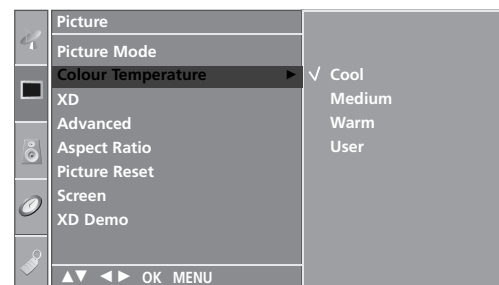 Picture
Picture Mode
Colour Temperature ►
XD
Advanced
Aspect Ratio
Picture Reset
Screen
XD Demo
▲▼ ◄► OK MENU
√ Cool
Medium
Warm
User